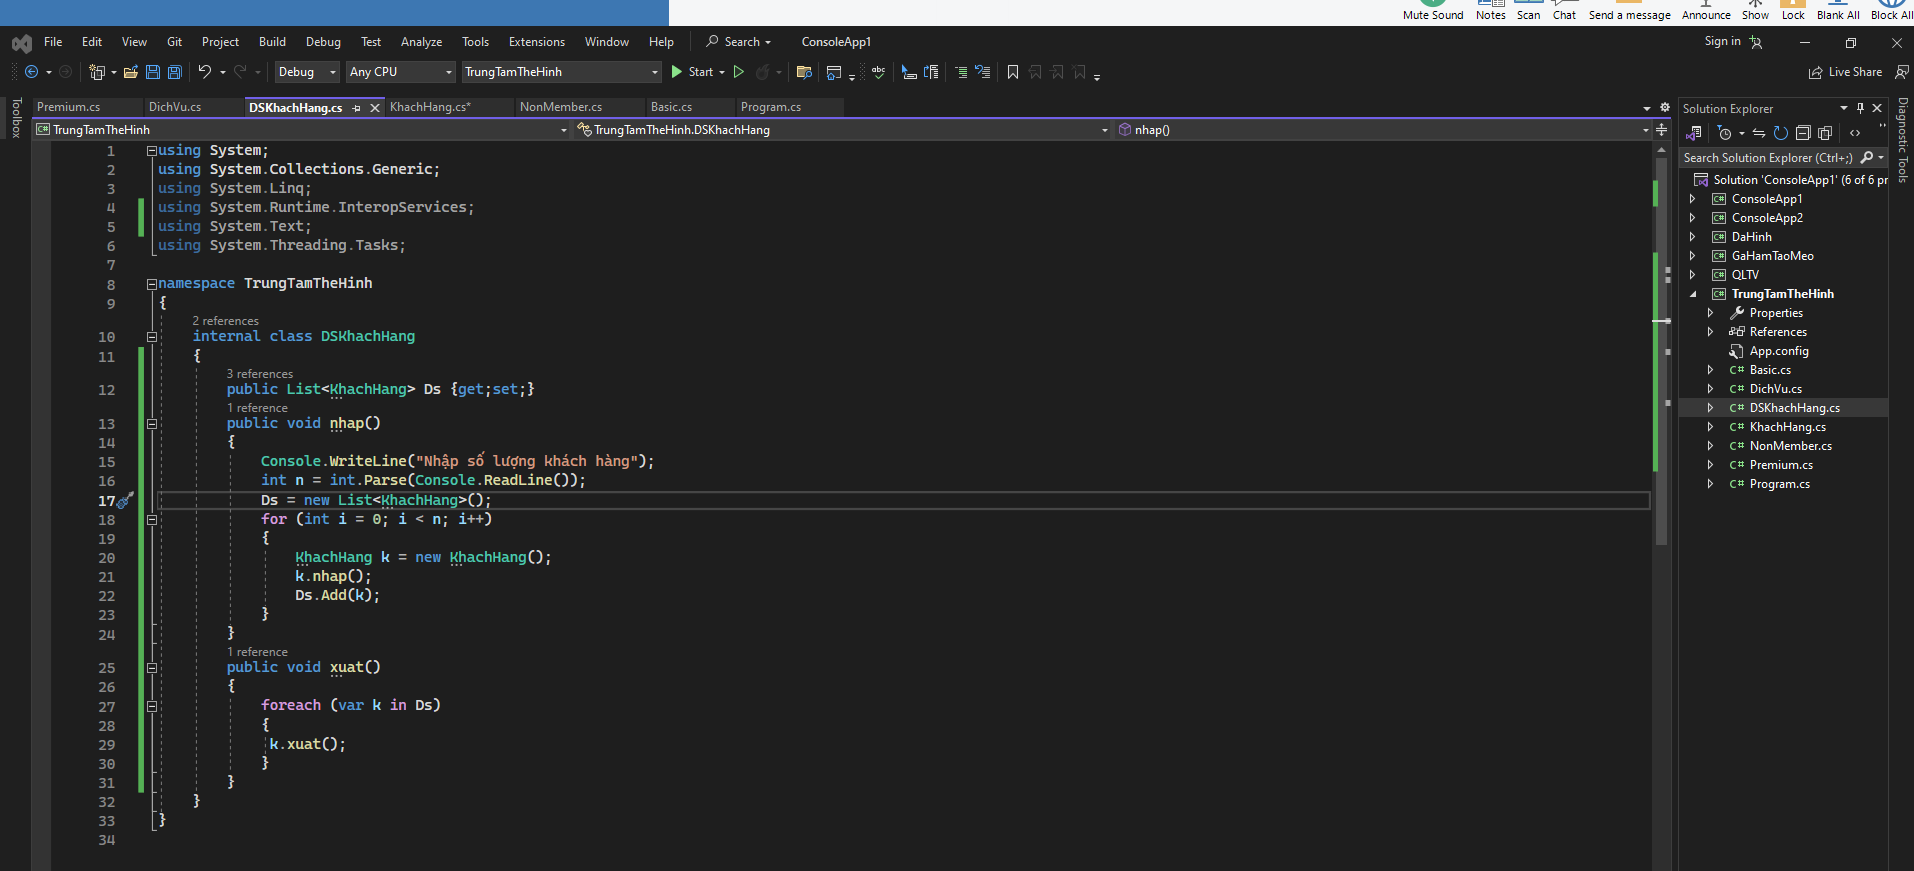 Mute Sound Notes Scan Chat Send a message Announce Show Lock Blank All Block All
File Edit View Git Project Build Debug Test Analyze Tools Extensions Window Help Search ConsoleApp1 Sign in
Debug Any CPU TrungTamTheHinh Start Live Share
Toolbox
Premium.cs DichVu.cs DSKhachHang.cs KhachHang.cs* NonMember.cs Basic.cs Program.cs
TrungTamTheHinh TrungTamTheHinh.DSKhachHang nhap()
1 using System;
2 using System.Collections.Generic;
3 using System.Linq;
4 using System.Runtime.InteropServices;
5 using System.Text;
6 using System.Threading.Tasks;
7
8 namespace TrungTamTheHinh
9 {
2 references
10 internal class DSKhachHang
11 {
3 references
12 public List<KhachHang> Ds {get;set;}
1 reference
13 public void nhap()
14 {
15 Console.WriteLine("Nhập số lượng khách hàng");
16 int n = int.Parse(Console.ReadLine());
17 Ds = new List<KhachHang>();
18 for (int i = 0; i < n; i++)
19 {
20 KhachHang k = new KhachHang();
21 k.nhap();
22 Ds.Add(k);
23 }
24 }
1 reference
25 public void xuat()
26 {
27 foreach (var k in Ds)
28 {
29 k.xuat();
30 }
31 }
32 }
33 }
34
Solution Explorer
Search Solution Explorer (Ctrl+;)
Solution 'ConsoleApp1' (6 of 6 pr
C# ConsoleApp1
C# ConsoleApp2
C# DaHinh
C# GaHamTaoMeo
C# QLTV
C# TrungTamTheHinh
Properties
References
App.config
C# Basic.cs
C# DichVu.cs
C# DSKhachHang.cs
C# KhachHang.cs
C# NonMember.cs
C# Premium.cs
C# Program.cs
Diagnostic Tools